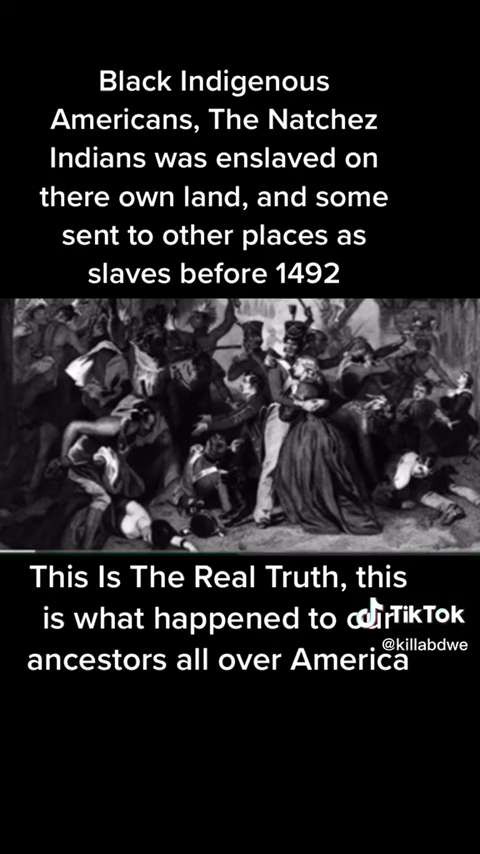 Black Indigenous
Americans, The Natchez
Indians was enslaved on
there own land, and some
sent to other places as
slaves before 1492
This Is The Real Truth, this
is what happened to our
ancestors all over America
TikTok
@killabdwe